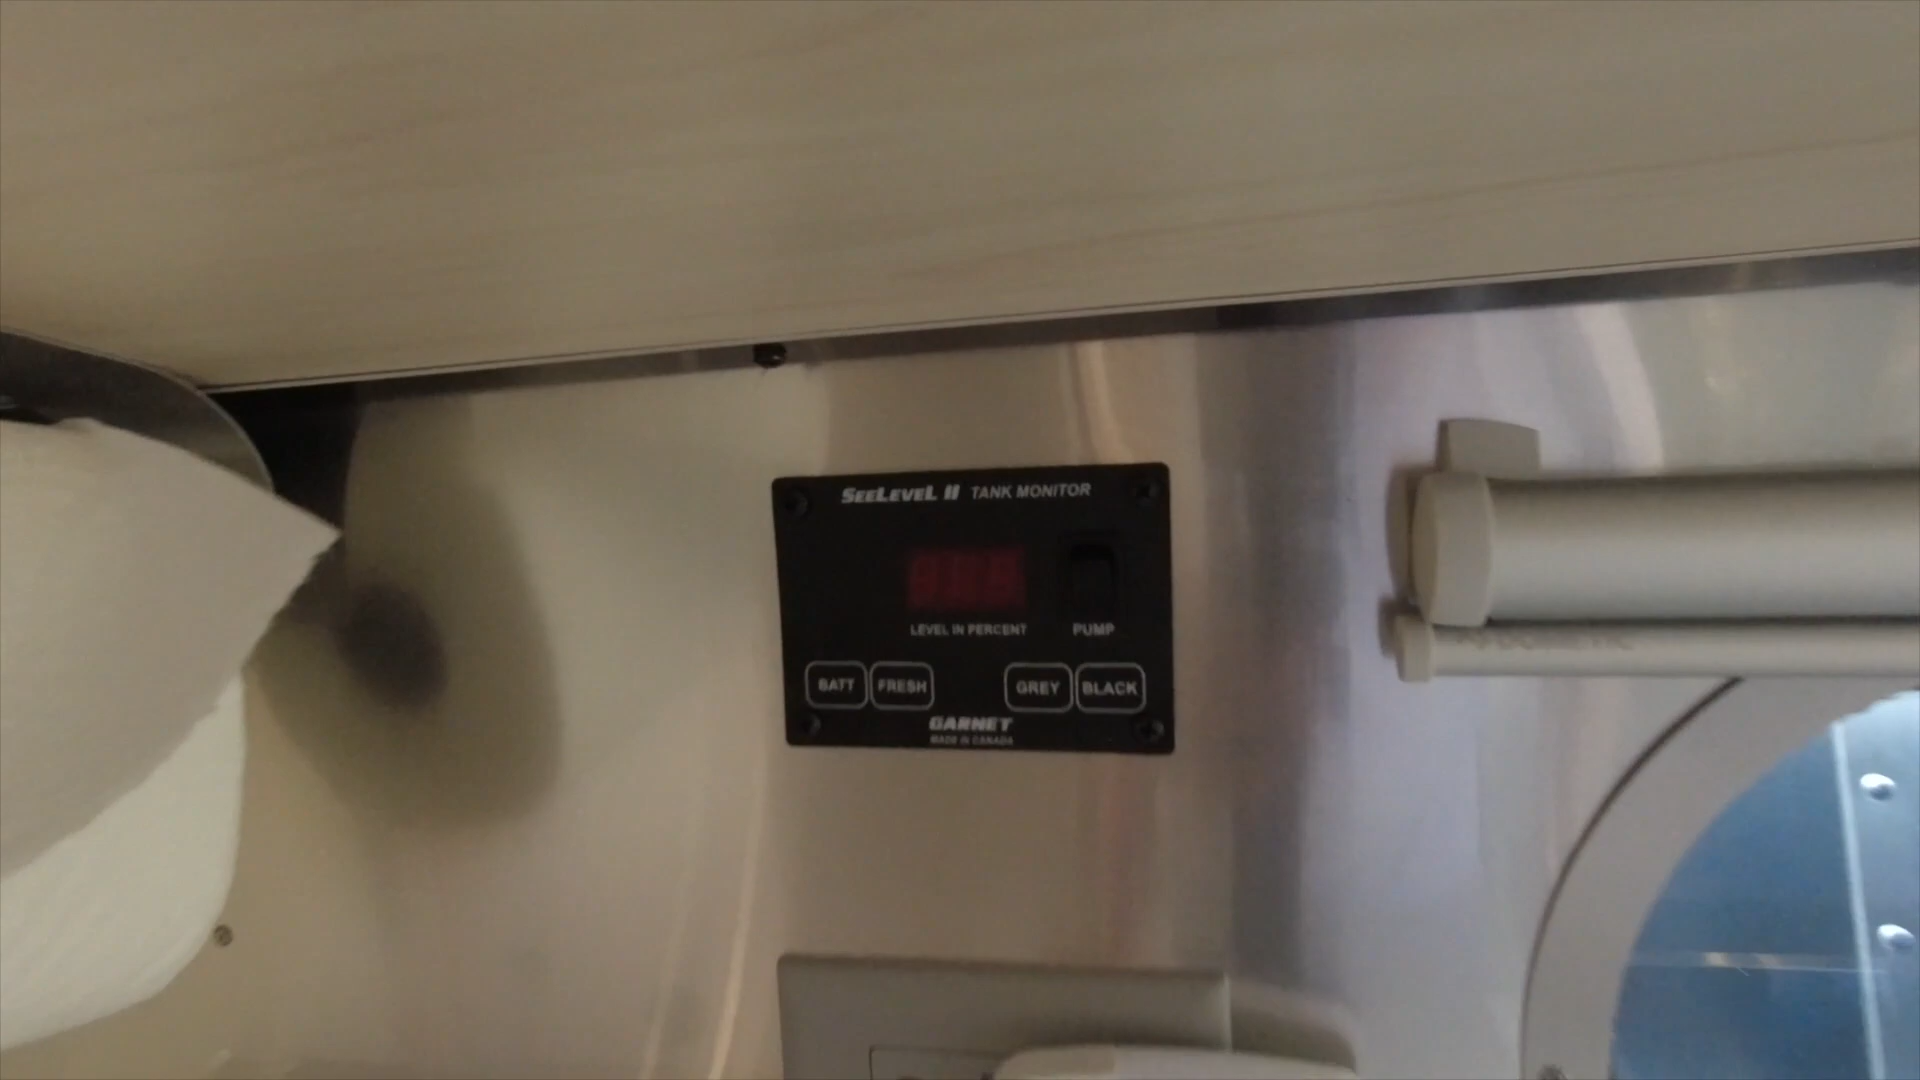 SEELEVEL II TANK MONITOR
LEVEL IN PERCENT
PUMP
BATT
FRESH
GREY
BLACK
GARNET
MADE IN CANADA